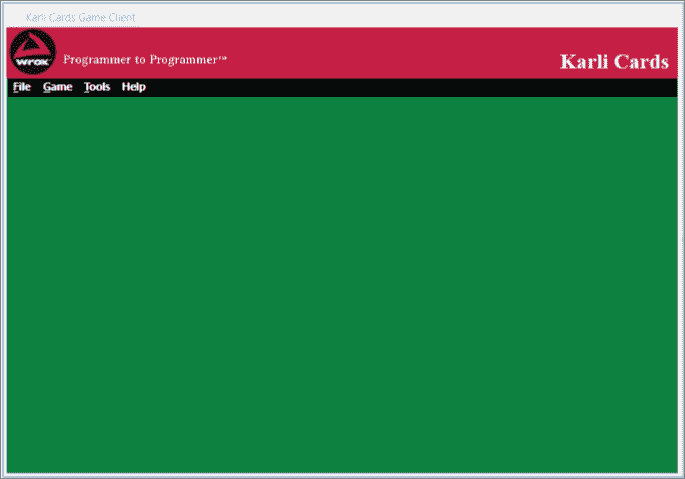 Karli Cards Game Client
wrox
Programmer to Programmer™
Karli Cards
File Game Tools Help